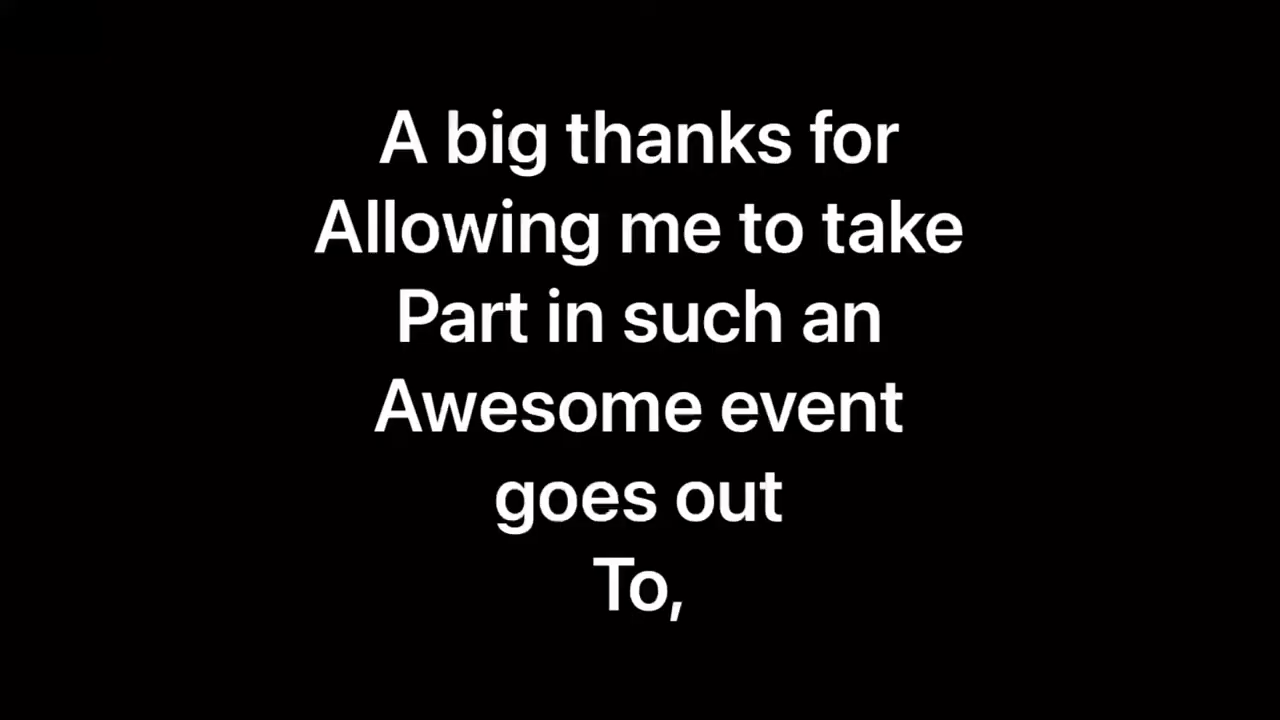 A big thanks for
Allowing me to take
Part in such an
Awesome event
goes out
To,